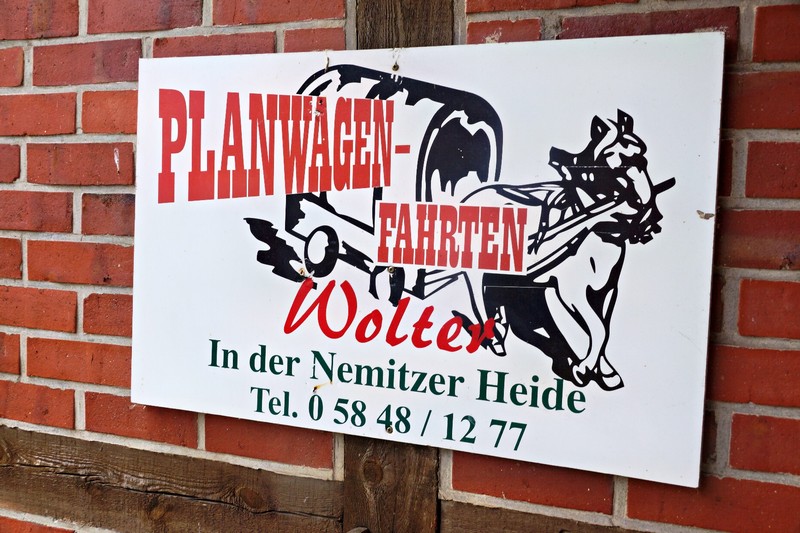 PLANWAGEN-
FAHRTEN
Wolter
In der Nemitzer Heide
Tel. 0 58 48 / 12 77